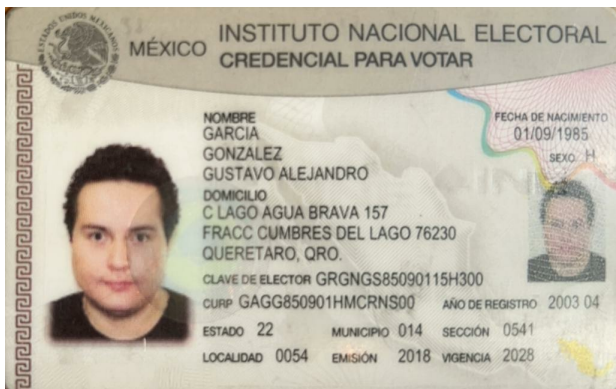 MÉXICO
INSTITUTO NACIONAL ELECTORAL
CREDENCIAL PARA VOTAR
NOMBRE
GARCIA
GONZALEZ
GUSTAVO ALEJANDRO
FECHA DE NACIMIENTO
01/09/1985
SEXO H
DOMICILIO
C LAGO AGUA BRAVA 157
FRACC CUMBRES DEL LAGO 76230
QUERETARO, QRO.
CLAVE DE ELECTOR GRGNGS85090115H300
CURP GAGG850901HMCRNS00 AÑO DE REGISTRO 2003 04
ESTADO 22 MUNICIPIO 014 SECCIÓN 0541
LOCALIDAD 0054 EMISIÓN 2018 VIGENCIA 2028